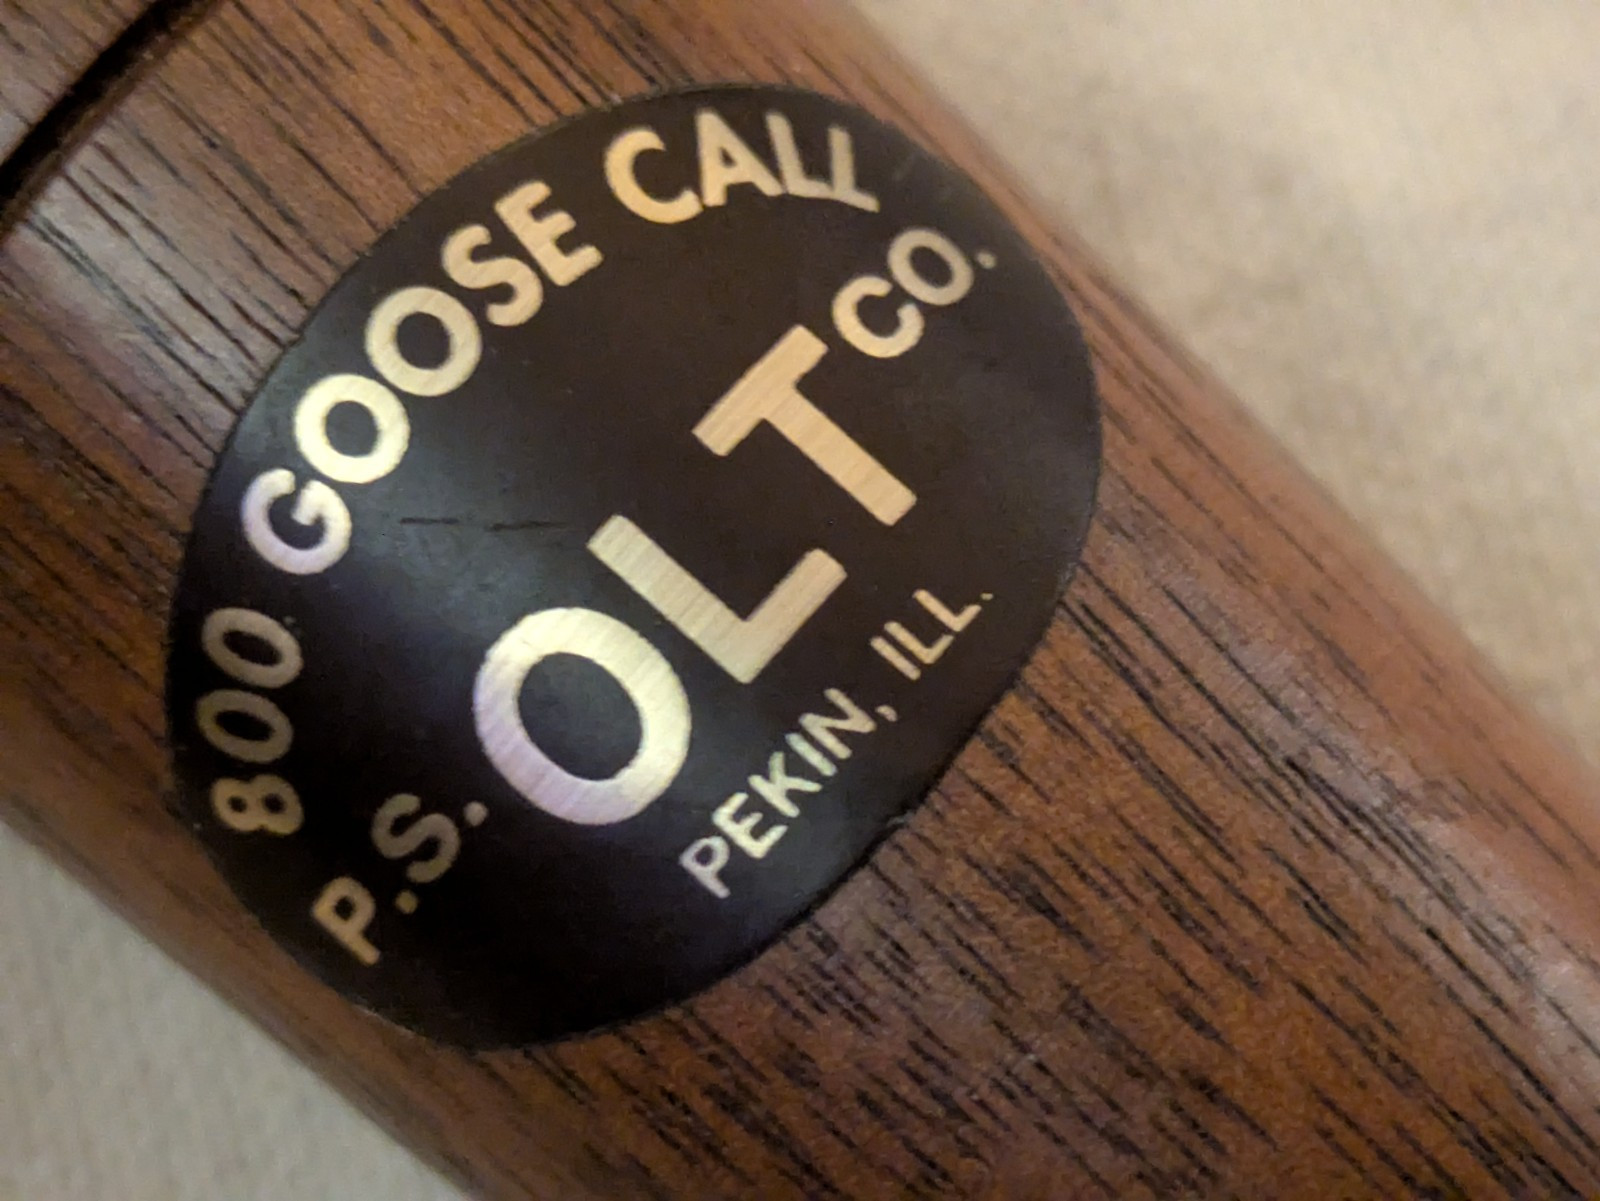 800 GOOSE CALL
P.S. OLT CO.
PEKIN, ILL.